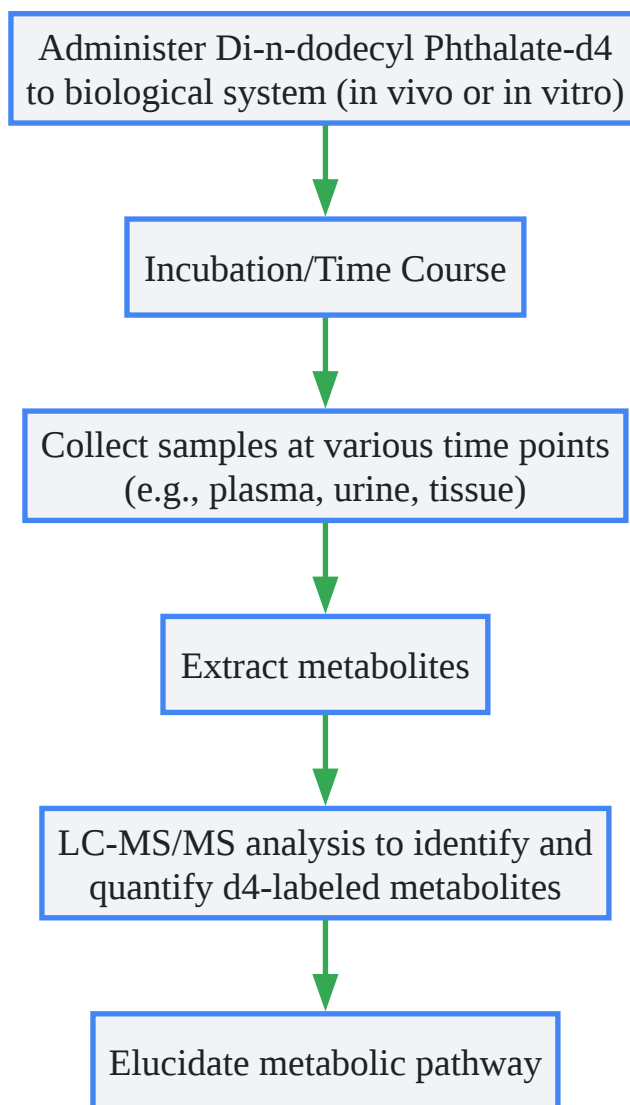 Administer Di-n-dodecyl Phthalate-d4
to biological system (in vivo or in vitro)
Incubation/Time Course
Collect samples at various time points
(e.g., plasma, urine, tissue)
Extract metabolites
LC-MS/MS analysis to identify and
quantify d4-labeled metabolites
Elucidate metabolic pathway